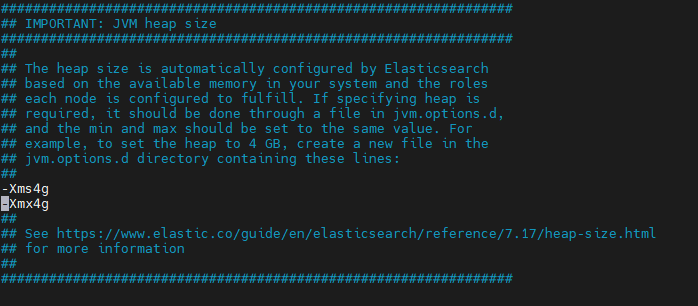 ################################################################
## IMPORTANT: JVM heap size
################################################################
##
## The heap size is automatically configured by Elasticsearch
## based on the available memory in your system and the roles
## each node is configured to fulfill. If specifying heap is
## required, it should be done through a file in jvm.options.d,
## and the min and max should be set to the same value. For
## example, to set the heap to 4 GB, create a new file in the
## jvm.options.d directory containing these lines:
##
-Xms4g
-Xmx4g
##
## See https://www.elastic.co/guide/en/elasticsearch/reference/7.17/heap-size.html
## for more information
##
################################################################